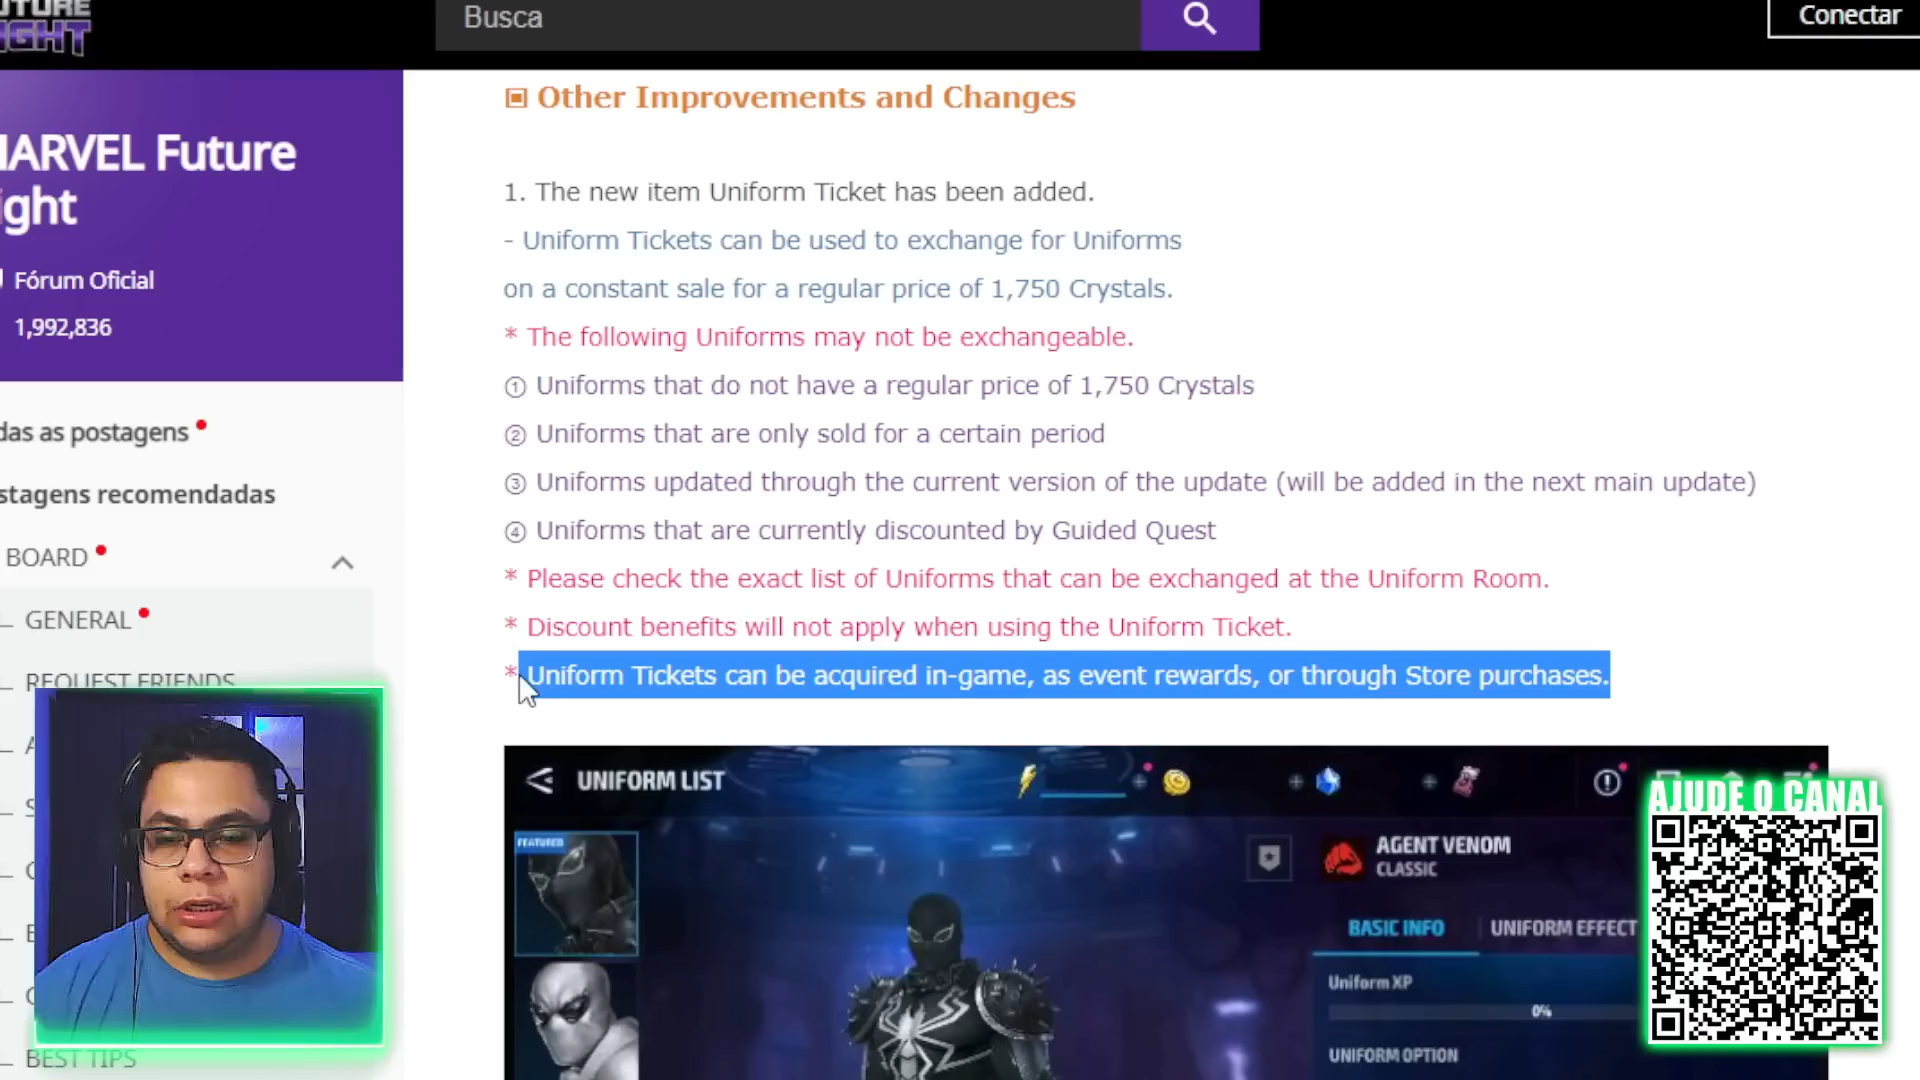 UTURE
IGHT
Busca
Conectar
MARVEL Future
ight
Fórum Oficial
1,992,836
das as postagens
stagens recomendadas
BOARD
GENERAL
REQUEST FRIENDS
BEST TIPS
Other Improvements and Changes
1. The new item Uniform Ticket has been added.
- Uniform Tickets can be used to exchange for Uniforms
on a constant sale for a regular price of 1,750 Crystals.
* The following Uniforms may not be exchangeable.
① Uniforms that do not have a regular price of 1,750 Crystals
② Uniforms that are only sold for a certain period
③ Uniforms updated through the current version of the update (will be added in the next main update)
④ Uniforms that are currently discounted by Guided Quest
* Please check the exact list of Uniforms that can be exchanged at the Uniform Room.
* Discount benefits will not apply when using the Uniform Ticket.
* Uniform Tickets can be acquired in-game, as event rewards, or through Store purchases.
UNIFORM LIST
FEATURED
AGENT VENOM
CLASSIC
BASIC INFO
UNIFORM EFFECT
Uniform XP
0%
UNIFORM OPTION
AJUDE O CANAL